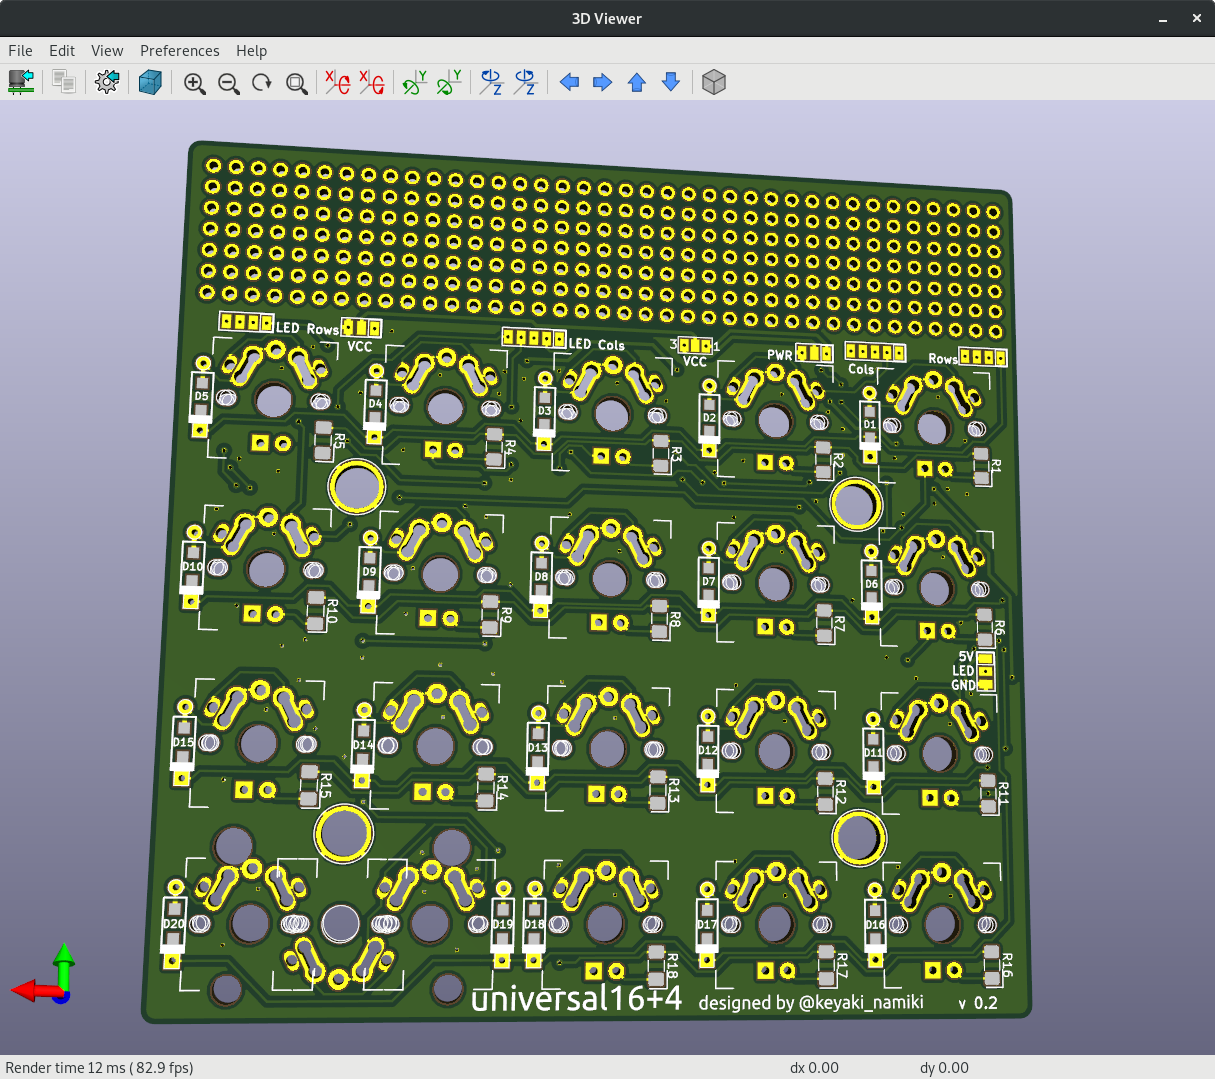 3D Viewer
File Edit View Preferences Help
X X Y Y Z Z
LED Rows
VCC
LED Cols
3 1
VCC
PWR
Cols
Rows
D5 D4 D3 D2 D1
R5 R4 R3 R2 R1
D10 D9 D8 D7 D6
R10 R9 R8 R7 R6
5V
LED
GND
D15 D14 D13 D12 D11
R15 R14 R13 R12 R11
D20 D19 D18 D17 D16
R18 R17 R16
universal16+4 designed by @keyaki_namiki v 0.2
Y
X
Z
Render time 12 ms ( 82.9 fps) dx 0.00 dy 0.00